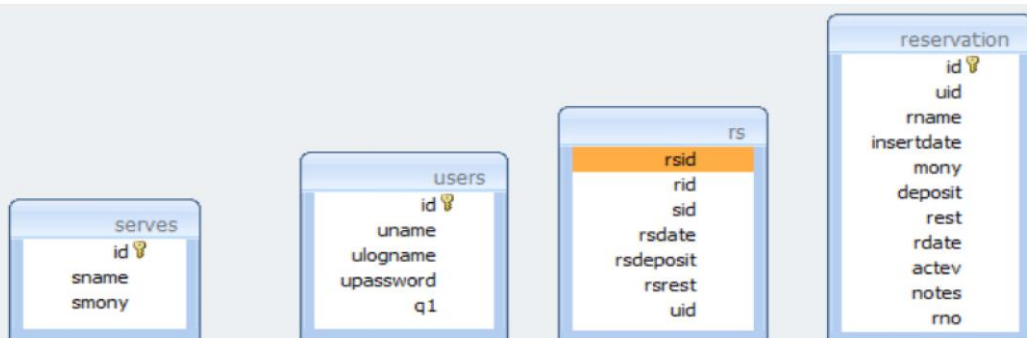 serves
id
sname
smony
users
id
uname
ulogname
upassword
q1
rs
rsid
rid
sid
rsdate
rsdeposit
rsrest
uid
reservation
id
uid
rname
insertdate
mony
deposit
rest
rdate
actev
notes
rno